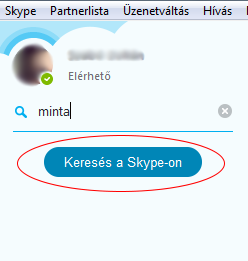 Skype Partnerlista Üzenetváltás Hívás
Elérhető
minta
Keresés a Skype-on